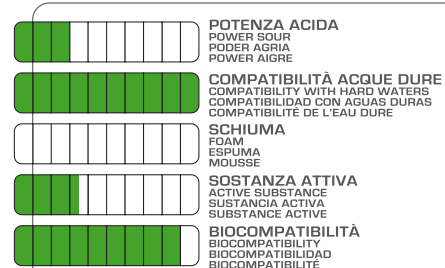 POTENZA ACIDA
POWER SOUR
PODER AGRIA
POWER AIGRE
COMPATIBILITÀ ACQUE DURE
COMPATIBILITY WITH HARD WATERS
COMPATIBILIDAD CON AGUAS DURAS
COMPATIBILITÉ DE L'EAU DURE
SCHIUMA
FOAM
ESPUMA
MOUSSE
SOSTANZA ATTIVA
ACTIVE SUBSTANCE
SUSTANCIA ACTIVA
SUBSTANCE ACTIVE
BIOCOMPATIBILITÀ
BIOCOMPATIBILITY
BIOCOMPATIBILIDAD
BIOCOMPATIBILITÉ